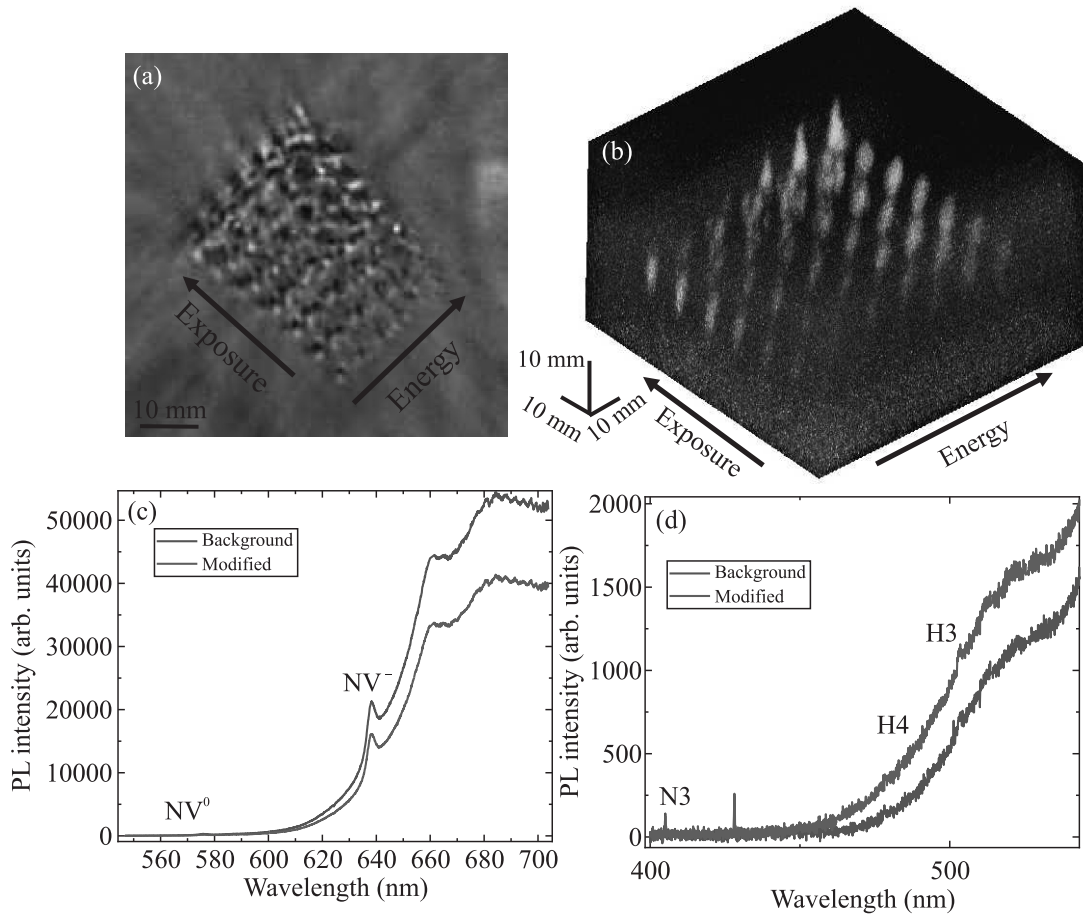 (a)
Exposure
Energy
10 mm
(b)
10 mm
10 mm
10 mm
Exposure
Energy
(c)
Background
Modified
NV⁻
NV⁰
PL intensity (arb. units)
50000
40000
30000
20000
10000
0
560 580 600 620 640 660 680 700
Wavelength (nm)
(d)
Background
Modified
H3
H4
N3
PL intensity (arb. units)
2000
1500
1000
500
0
400 500
Wavelength (nm)